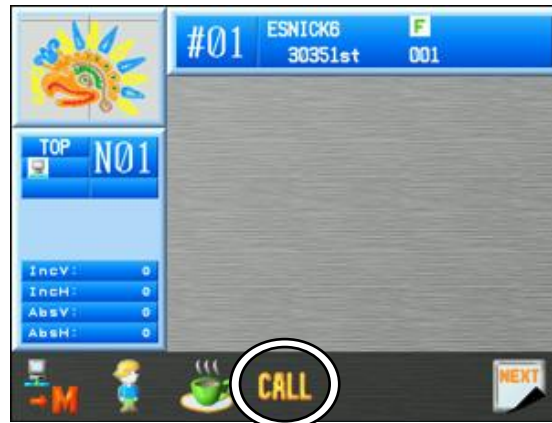 #01
ESNICK6 F
30351st 001
TOP
N01
IncV: 0
IncH: 0
AbsV: 0
AbsH: 0
→M
CALL
NEXT